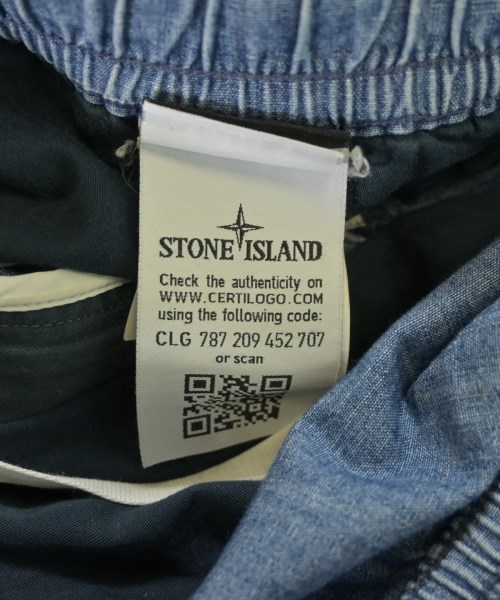 STONE ISLAND
Check the authenticity on
WWW.CERTILOGO.COM
using the following code:
CLG 787 209 452 707
or scan